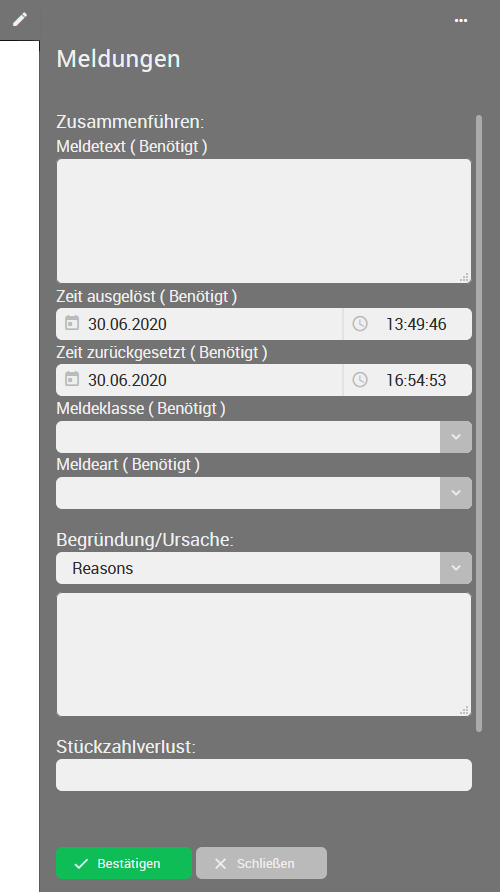 Meldungen
Zusammenführen:
Meldetext ( Benötigt )
Zeit ausgelöst ( Benötigt )
30.06.2020 13:49:46
Zeit zurückgesetzt ( Benötigt )
30.06.2020 16:54:53
Meldeklasse ( Benötigt )
Meldeart ( Benötigt )
Begründung/Ursache:
Reasons
Stückzahlverlust:
Bestätigen Schließen